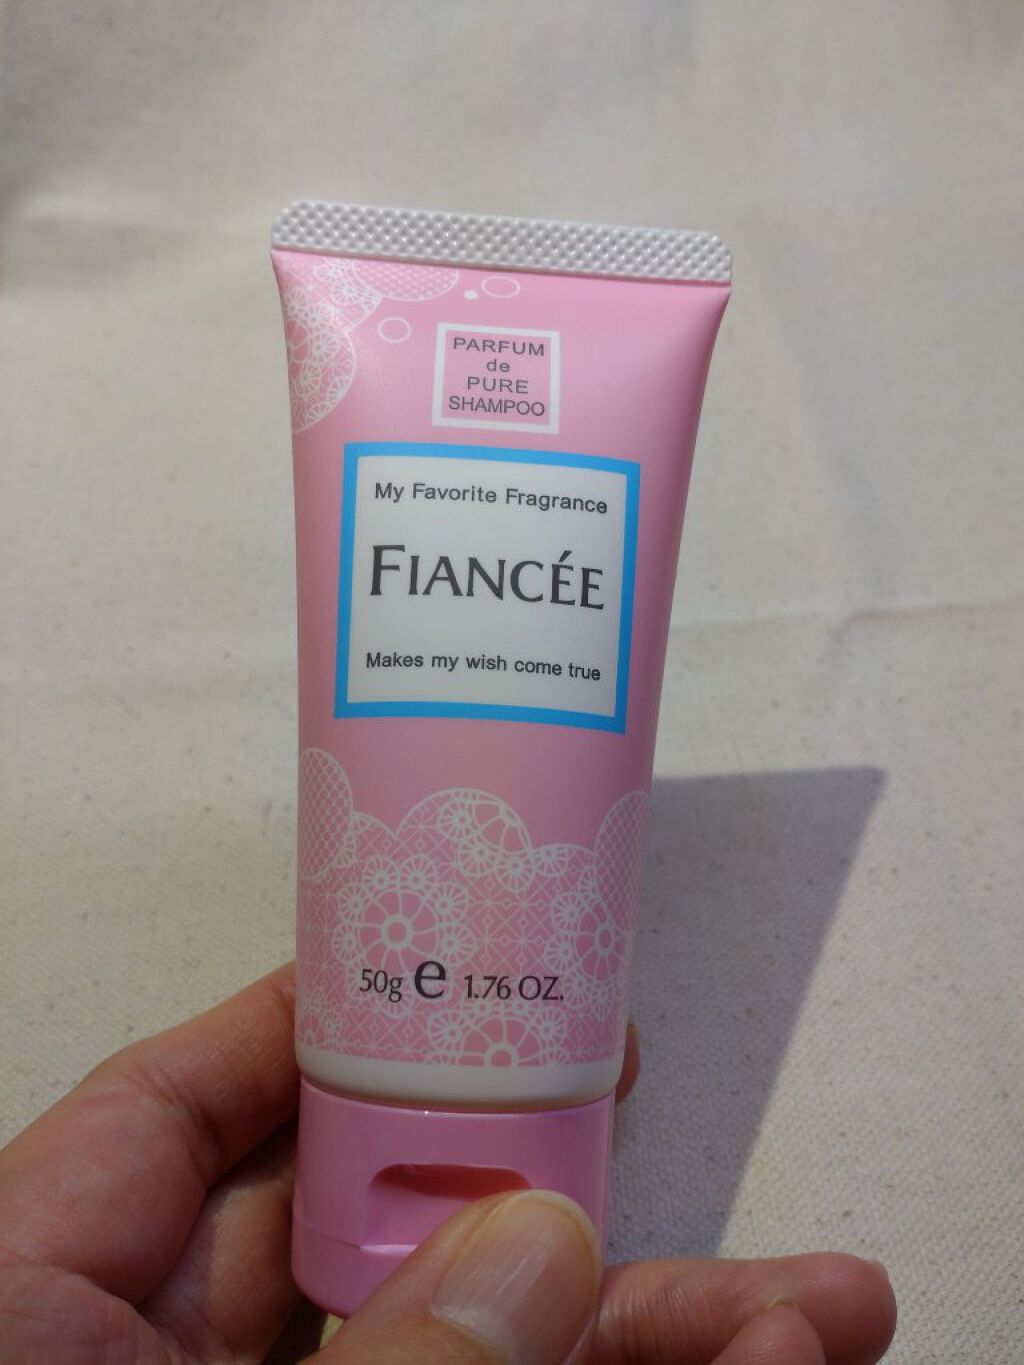 PARFUM
de
PURE
SHAMPOO
My Favorite Fragrance
FIANCÉE
Makes my wish come true
50g e 1.76 OZ.